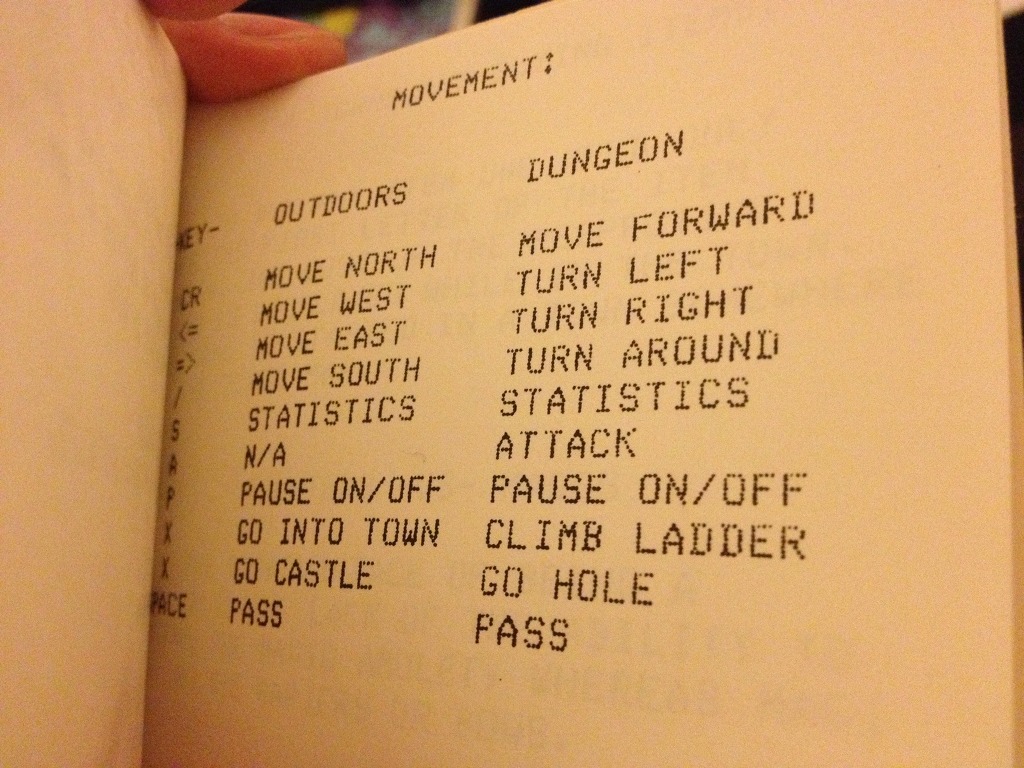 MOVEMENT:
KEY- OUTDOORS DUNGEON
CR MOVE NORTH MOVE FORWARD
<= MOVE WEST TURN LEFT
=> MOVE EAST TURN RIGHT
/ MOVE SOUTH TURN AROUND
S STATISTICS STATISTICS
A N/A ATTACK
P PAUSE ON/OFF PAUSE ON/OFF
X GO INTO TOWN CLIMB LADDER
X GO CASTLE GO HOLE
PACE PASS PASS